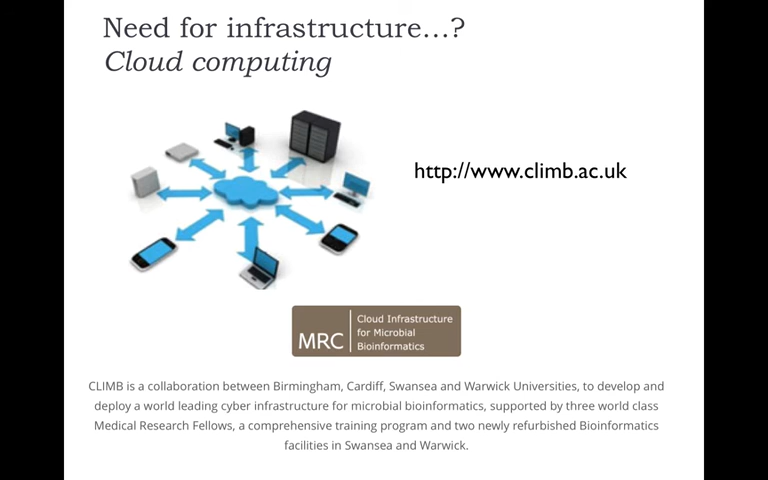 Need for infrastructure…?
Cloud computing
http://www.climb.ac.uk
MRC
Cloud Infrastructure
for Microbial
Bioinformatics
CLIMB is a collaboration between Birmingham, Cardiff, Swansea and Warwick Universities, to develop and
deploy a world leading cyber infrastructure for microbial bioinformatics, supported by three world class
Medical Research Fellows, a comprehensive training program and two newly refurbished Bioinformatics
facilities in Swansea and Warwick.